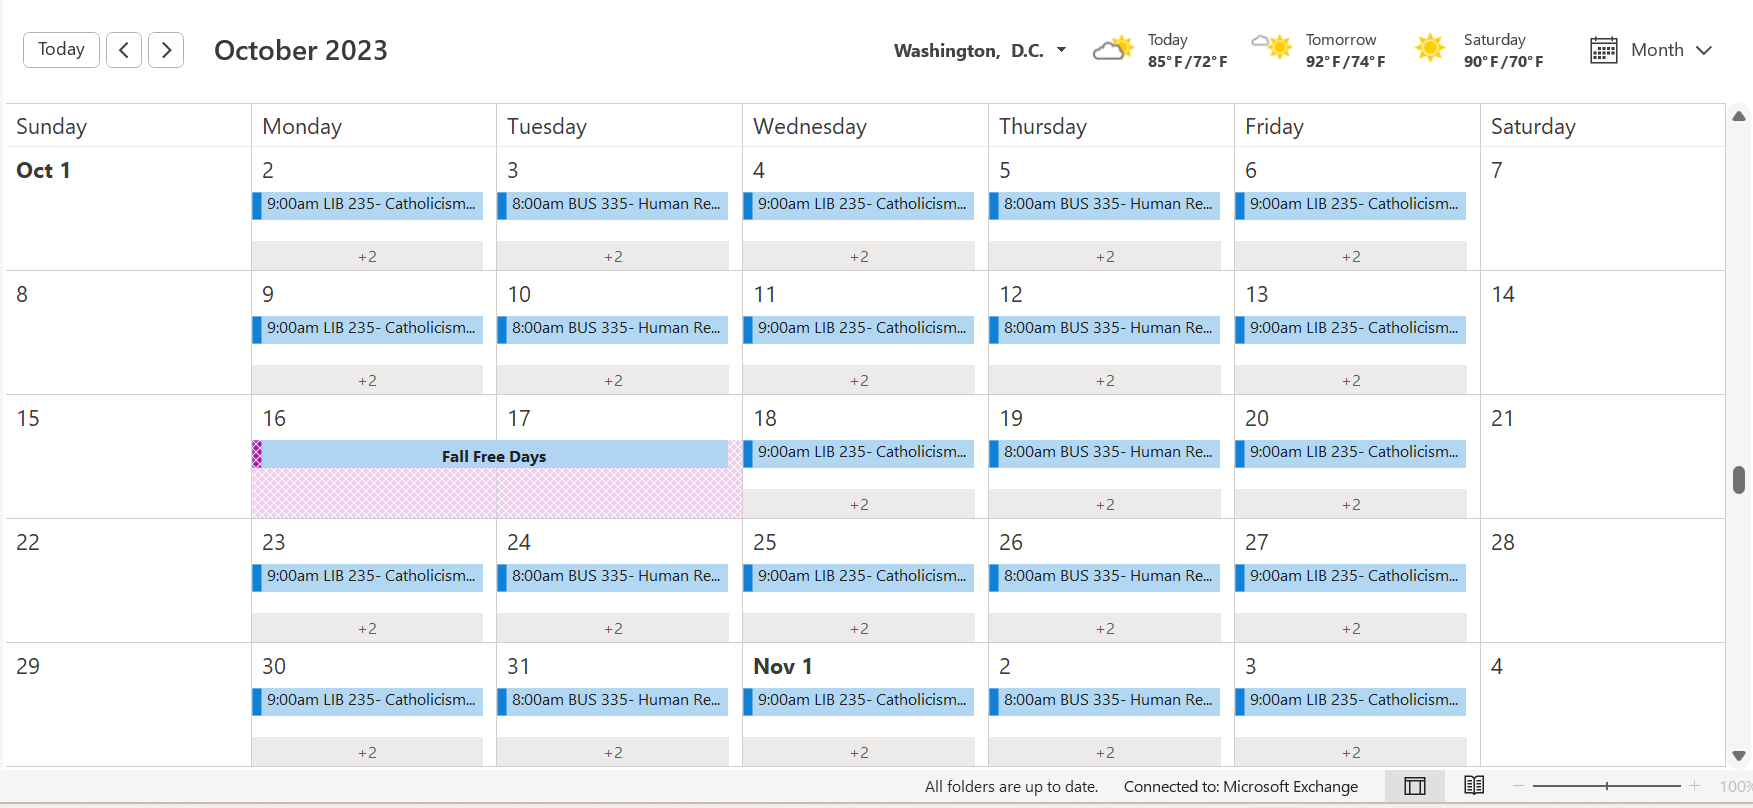 Today
October 2023
Washington, D.C.
Today
85°F/72°F
Tomorrow
92°F/74°F
Saturday
90°F/70°F
Month
Sunday Monday Tuesday Wednesday Thursday Friday Saturday
Oct 1 2 3 4 5 6 7
9:00am LIB 235- Catholicism... 8:00am BUS 335- Human Re... 9:00am LIB 235- Catholicism... 8:00am BUS 335- Human Re... 9:00am LIB 235- Catholicism...
+2 +2 +2 +2 +2
8 9 10 11 12 13 14
9:00am LIB 235- Catholicism... 8:00am BUS 335- Human Re... 9:00am LIB 235- Catholicism... 8:00am BUS 335- Human Re... 9:00am LIB 235- Catholicism...
+2 +2 +2 +2 +2
15 16 17 18 19 20 21
Fall Free Days 9:00am LIB 235- Catholicism... 8:00am BUS 335- Human Re... 9:00am LIB 235- Catholicism...
+2 +2 +2
22 23 24 25 26 27 28
9:00am LIB 235- Catholicism... 8:00am BUS 335- Human Re... 9:00am LIB 235- Catholicism... 8:00am BUS 335- Human Re... 9:00am LIB 235- Catholicism...
+2 +2 +2 +2 +2
29 30 31 Nov 1 2 3 4
9:00am LIB 235- Catholicism... 8:00am BUS 335- Human Re... 9:00am LIB 235- Catholicism... 8:00am BUS 335- Human Re... 9:00am LIB 235- Catholicism...
+2 +2 +2 +2 +2
All folders are up to date. Connected to: Microsoft Exchange 100%